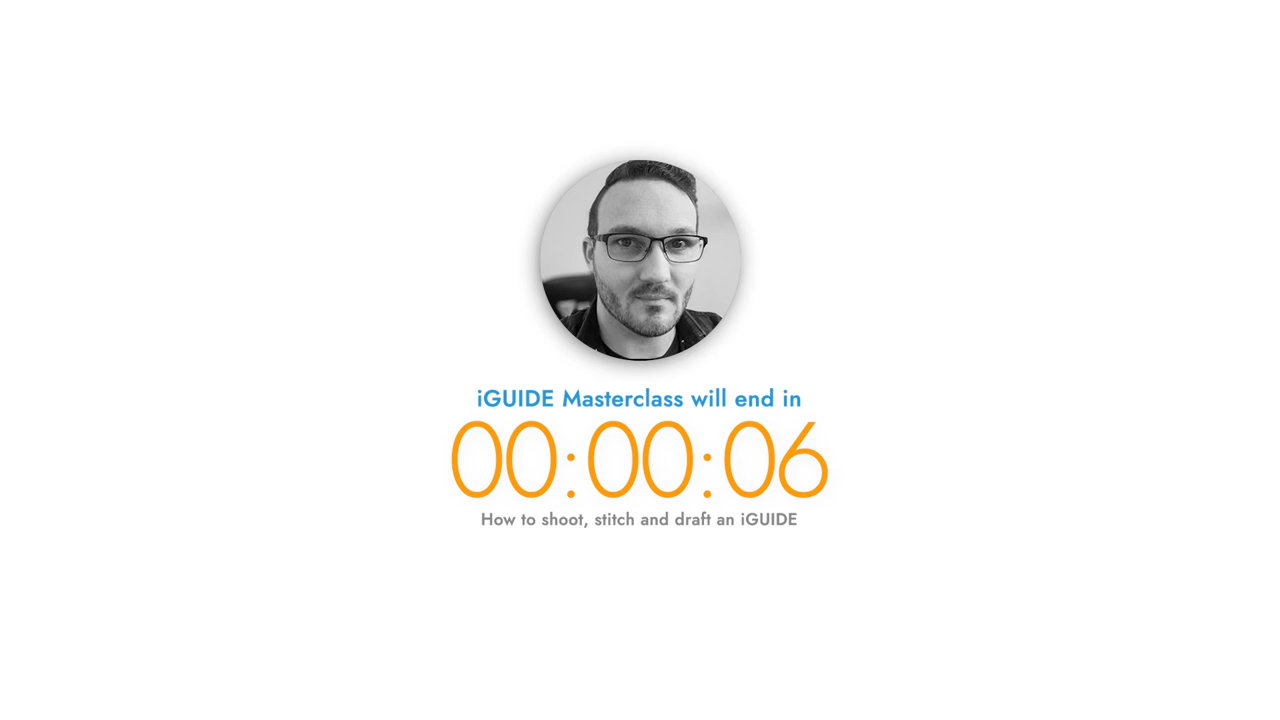 iGUIDE Masterclass will end in
00:00:06
How to shoot, stitch and draft an iGUIDE